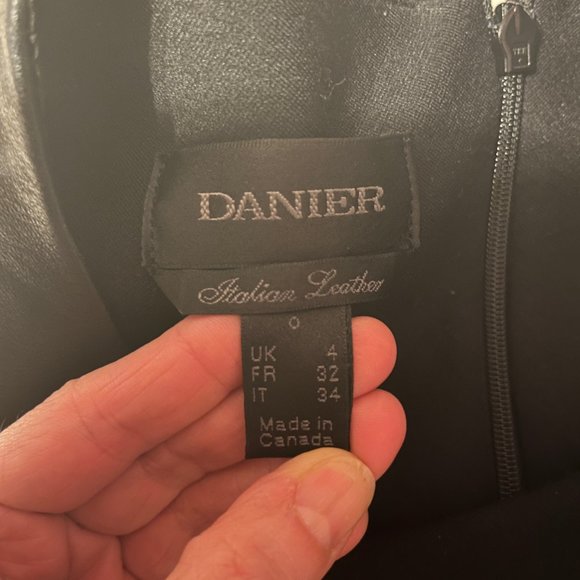 DANIER
Italian Leather
0
UK 4
FR 32
IT 34
Made in
Canada